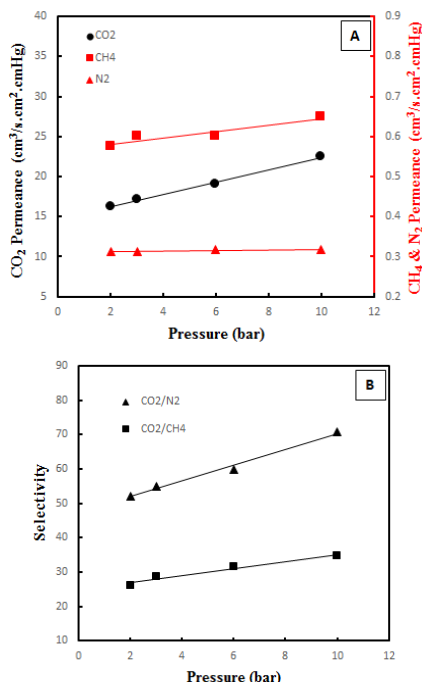 A
CO2
CH4
N2
40
35
30
25
20
15
10
5
0.9
0.8
0.7
0.6
0.5
0.4
0.3
0.2
0 2 4 6 8 10 12
CO₂ Permeance (cm³/s.cm².cmHg)
CH₄ & N₂ Permeance (cm³/s.cm².cmHg)
Pressure (bar)
B
CO2/N2
CO2/CH4
90
80
70
60
50
40
30
20
10
0 2 4 6 8 10 12
Selectivity
Pressure (bar)